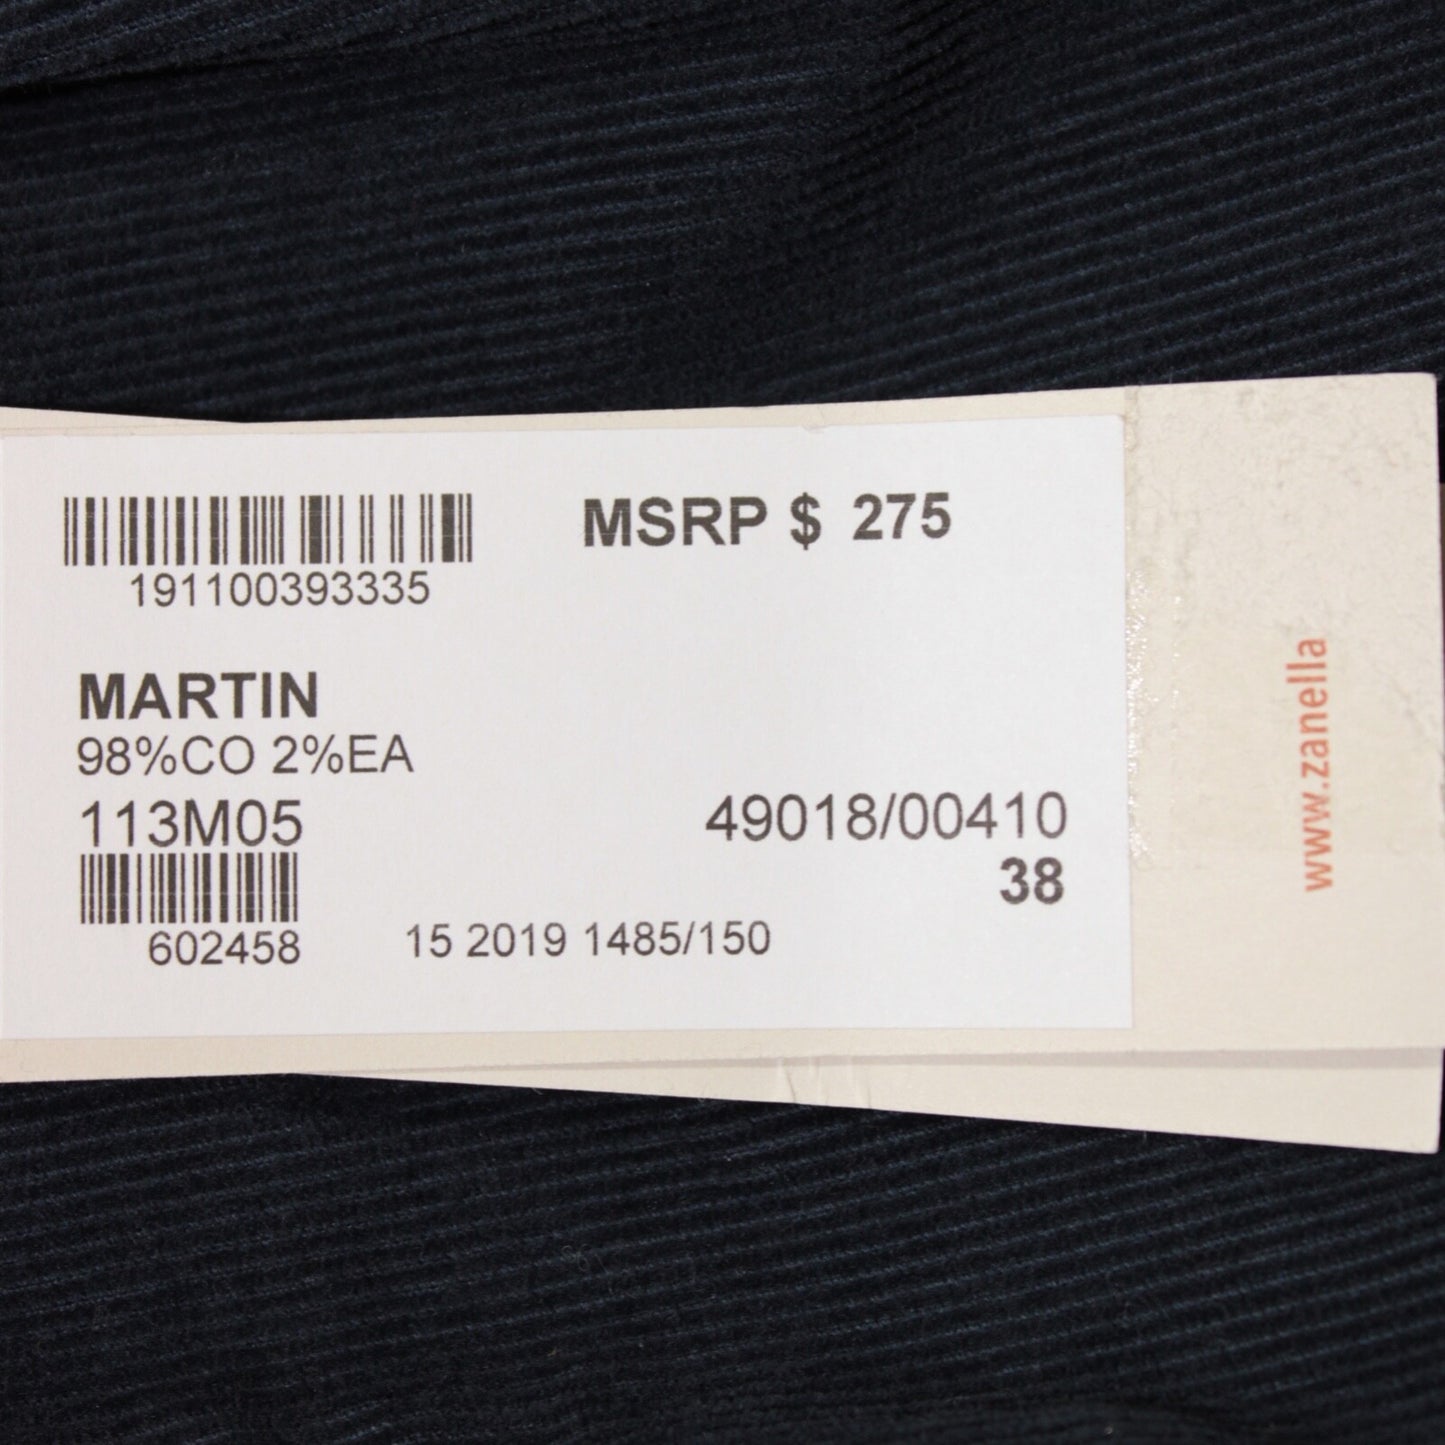 191100393335
MSRP $ 275
MARTIN
98%CO 2%EA
113M05
49018/00410
38
602458
15 2019 1485/150
www.zanella